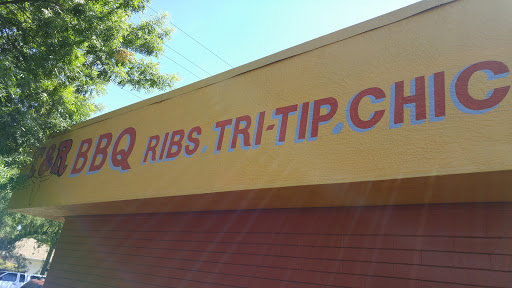 &R BBQ RIBS. TRI-TIP. CHIC